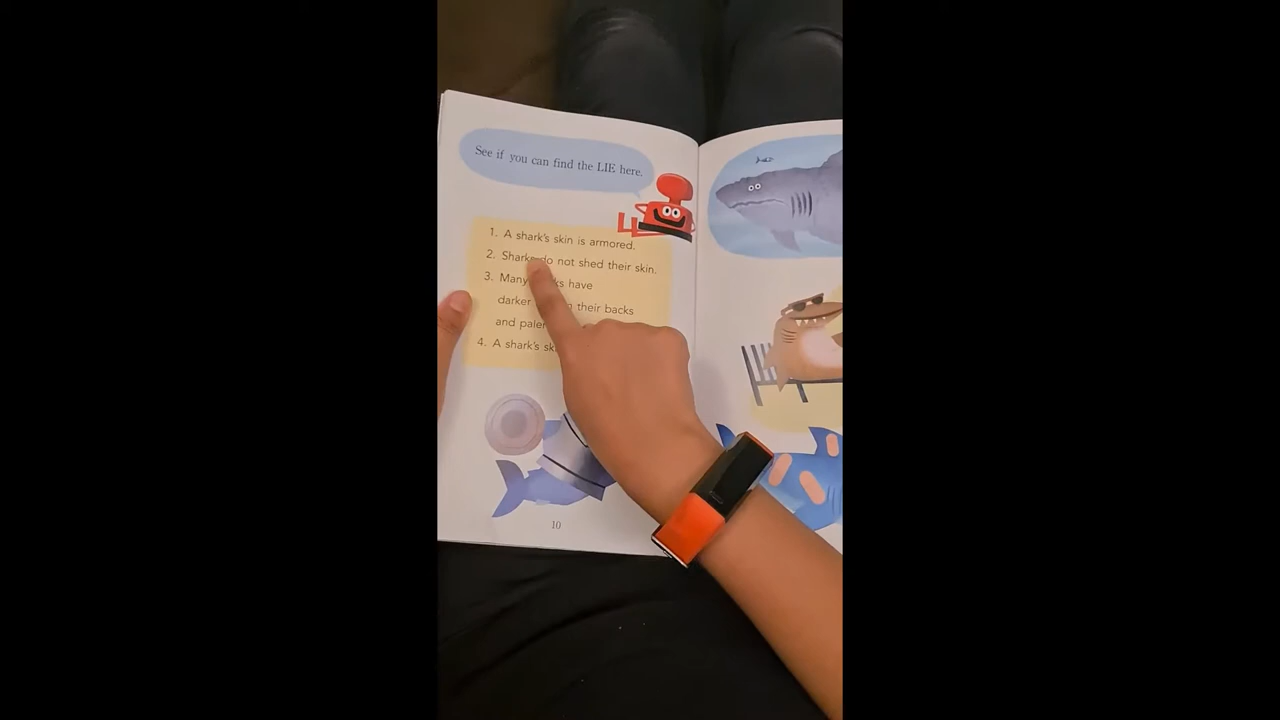 See if you can find the LIE here.
1. A shark's skin is armored.
2. Sharks do not shed their skin.
3. Many have
darker their backs
and paler
4. A shark's
10